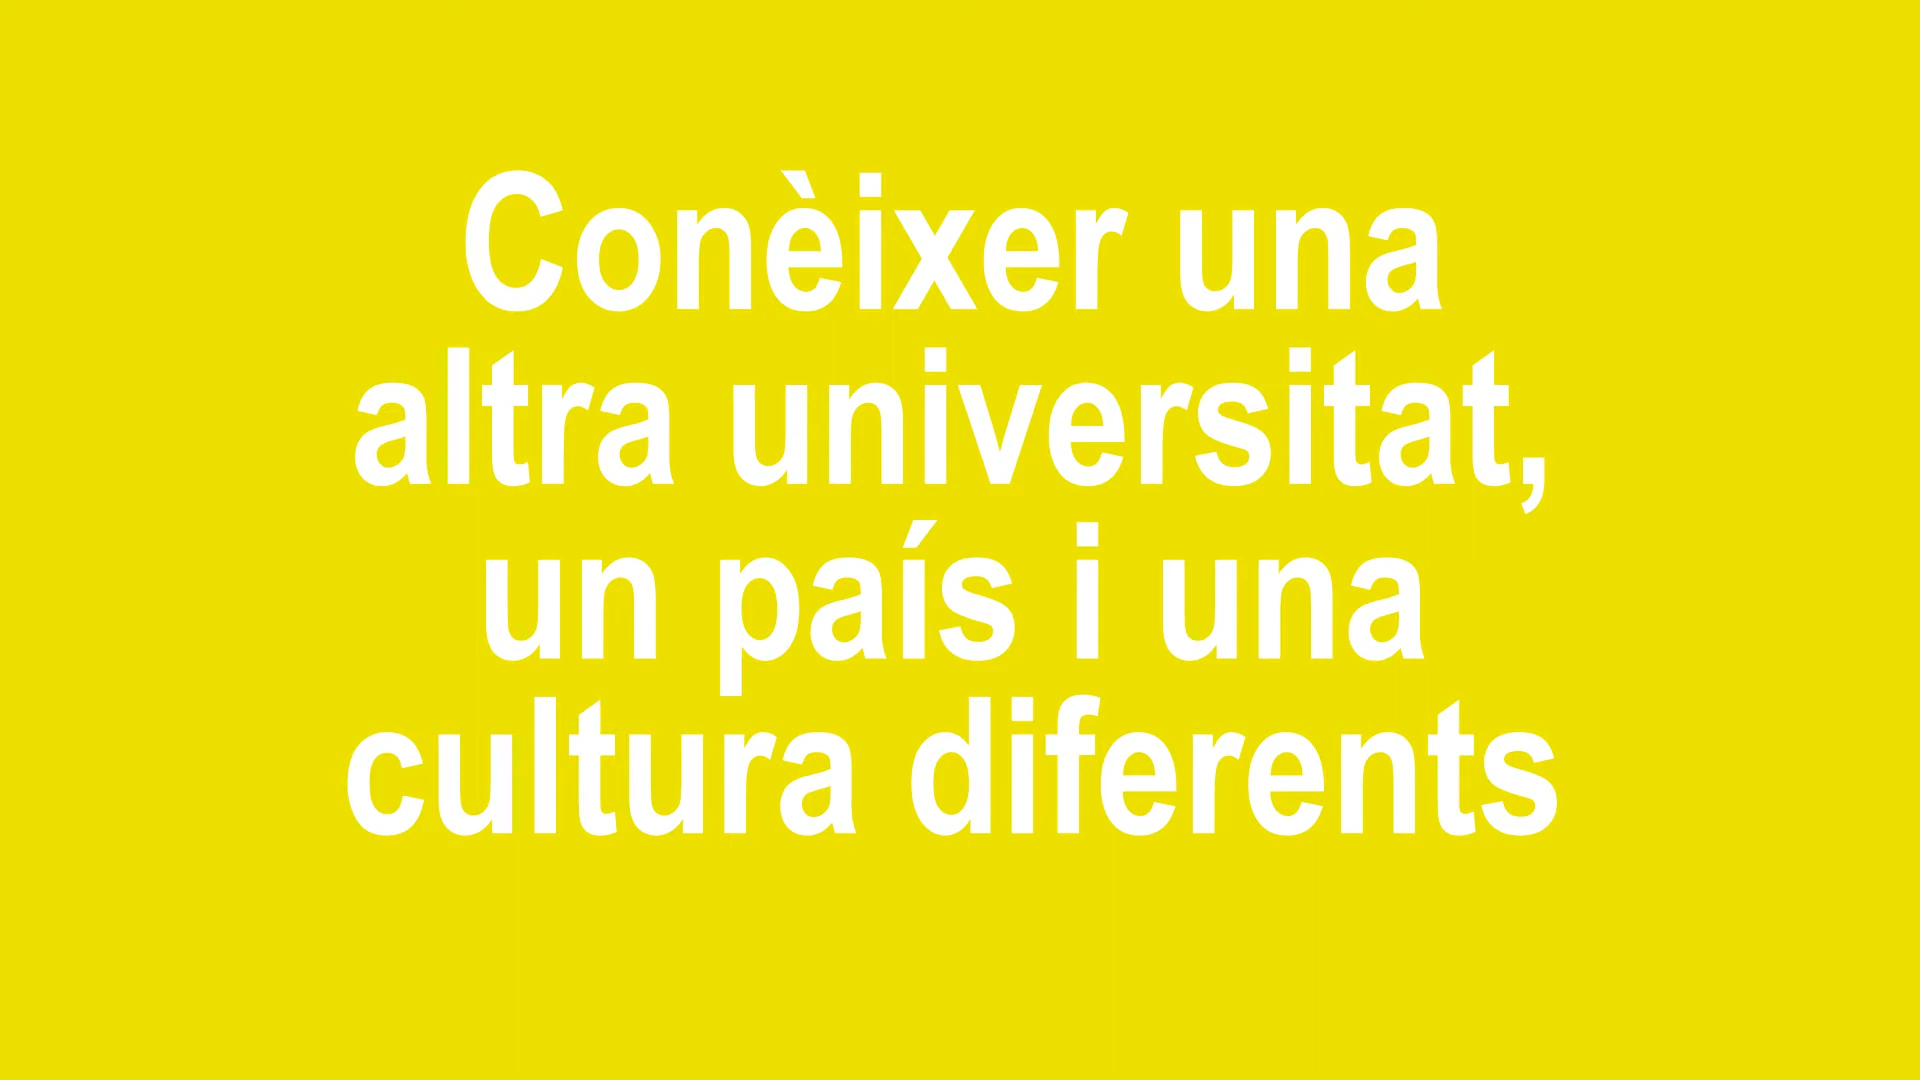 Conèixer una
altra universitat,
un país i una
cultura diferents